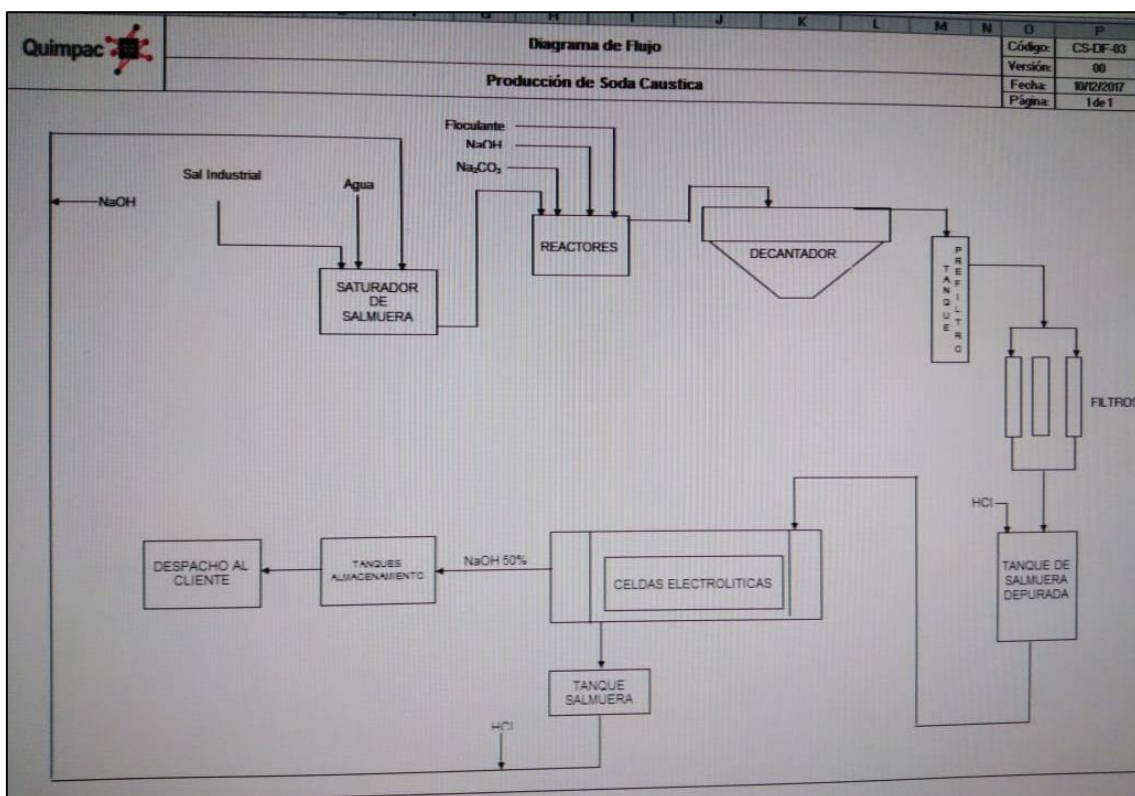 G H I J K L M N O P
Quimpac
Diagrama de Flujo
Producción de Soda Caustica
Código: CS-DF-03
Versión: 00
Fecha: 10/12/2017
Página: 1 de 1
Floculante
NaOH
Na₂CO₃
Sal Industrial
Agua
NaOH
SATURADOR
DE
SALMUERA
REACTORES
DECANTADOR
TANQUE
PREFILTRO
FILTROS
HCl
TANQUE DE
SALMUERA
DEPURADA
CELDAS ELECTROLITICAS
NaOH 50%
TANQUES
ALMACENAMIENTO
DESPACHO AL
CLIENTE
TANQUE
SALMUERA
HCl